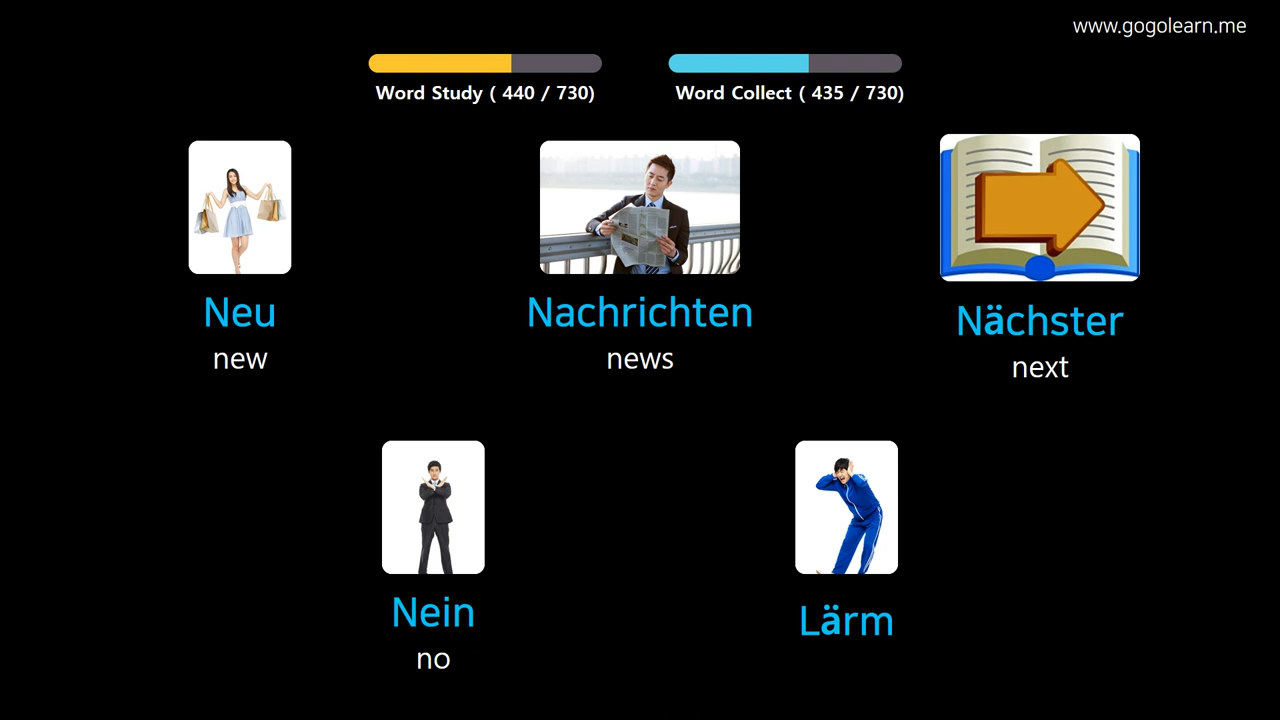 www.gogolearn.me
Word Study ( 440 / 730)
Word Collect ( 435 / 730)
Neu
new
Nachrichten
news
Nächster
next
Nein
no
Lärm